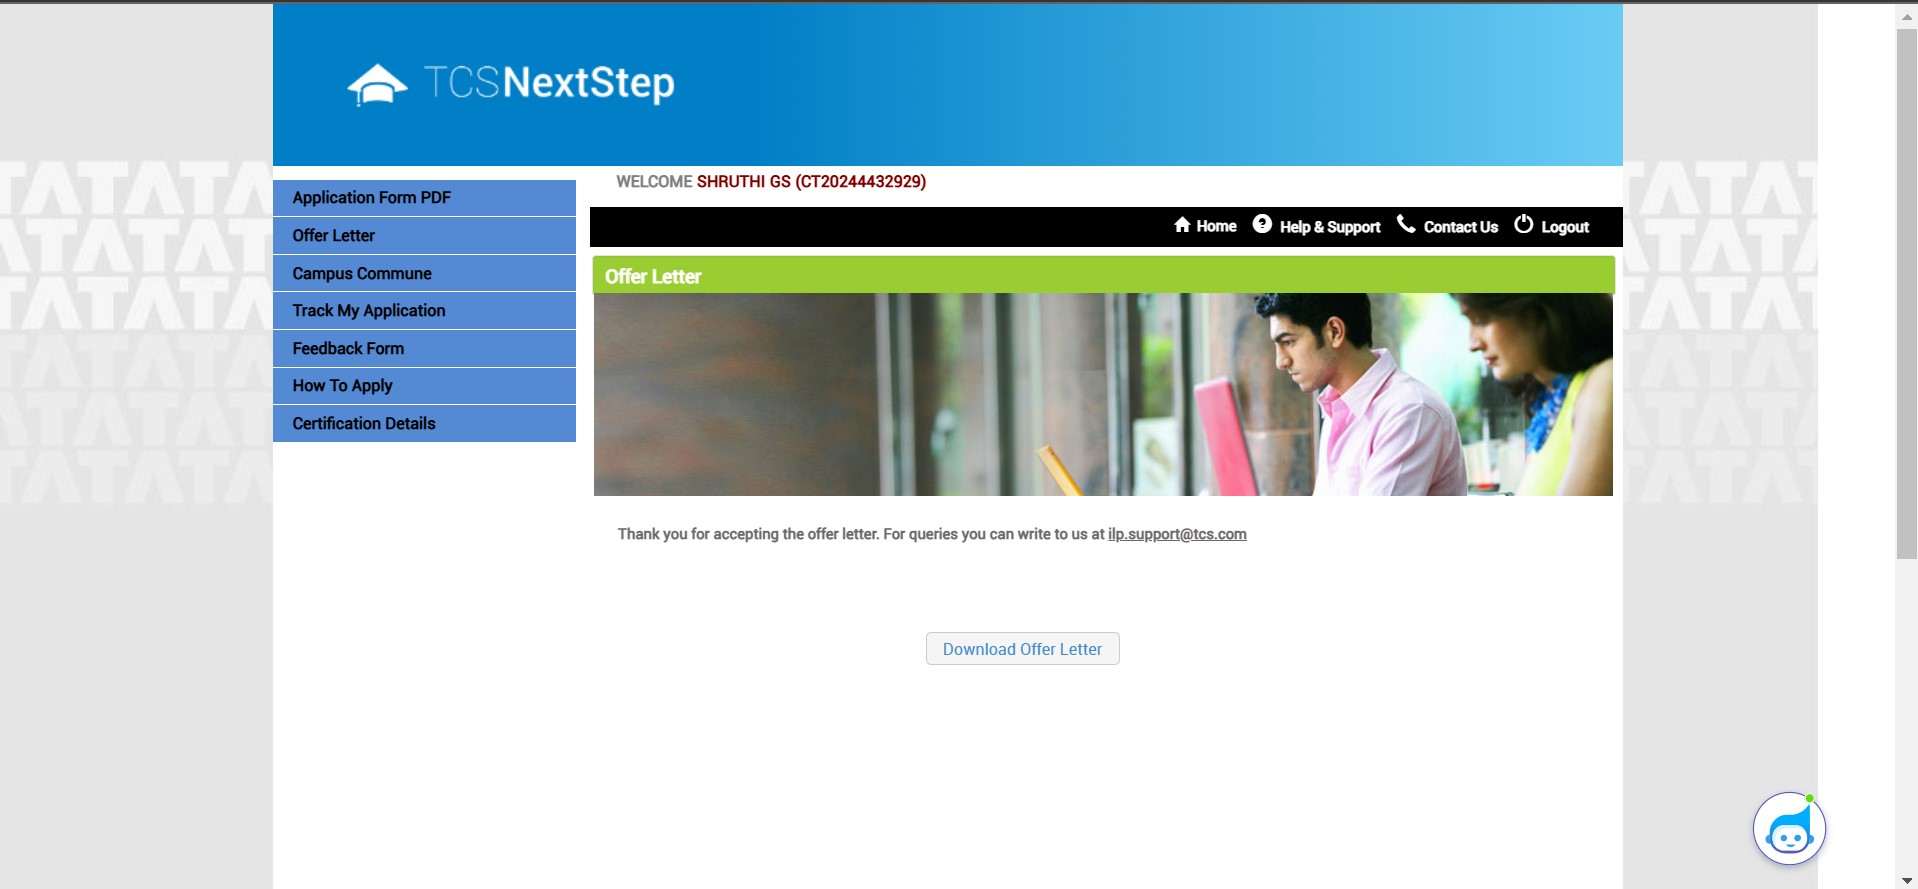 TCSNextStep
WELCOME SHRUTHI GS (CT20244432929)
Home Help & Support Contact Us Logout
Application Form PDF
Offer Letter
Campus Commune
Track My Application
Feedback Form
How To Apply
Certification Details
Offer Letter
Thank you for accepting the offer letter. For queries you can write to us at ilp.support@tcs.com
Download Offer Letter